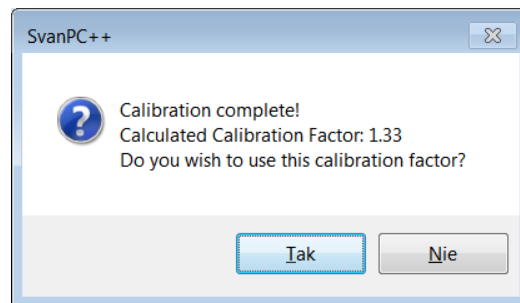 SvanPC++
Calibration complete!
Calculated Calibration Factor: 1.33
Do you wish to use this calibration factor?
Tak
Nie